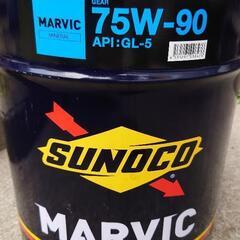 GEAR
MARVIC
MINERAL
75W-90
API:GL-5
SUNOCO
MARVIC